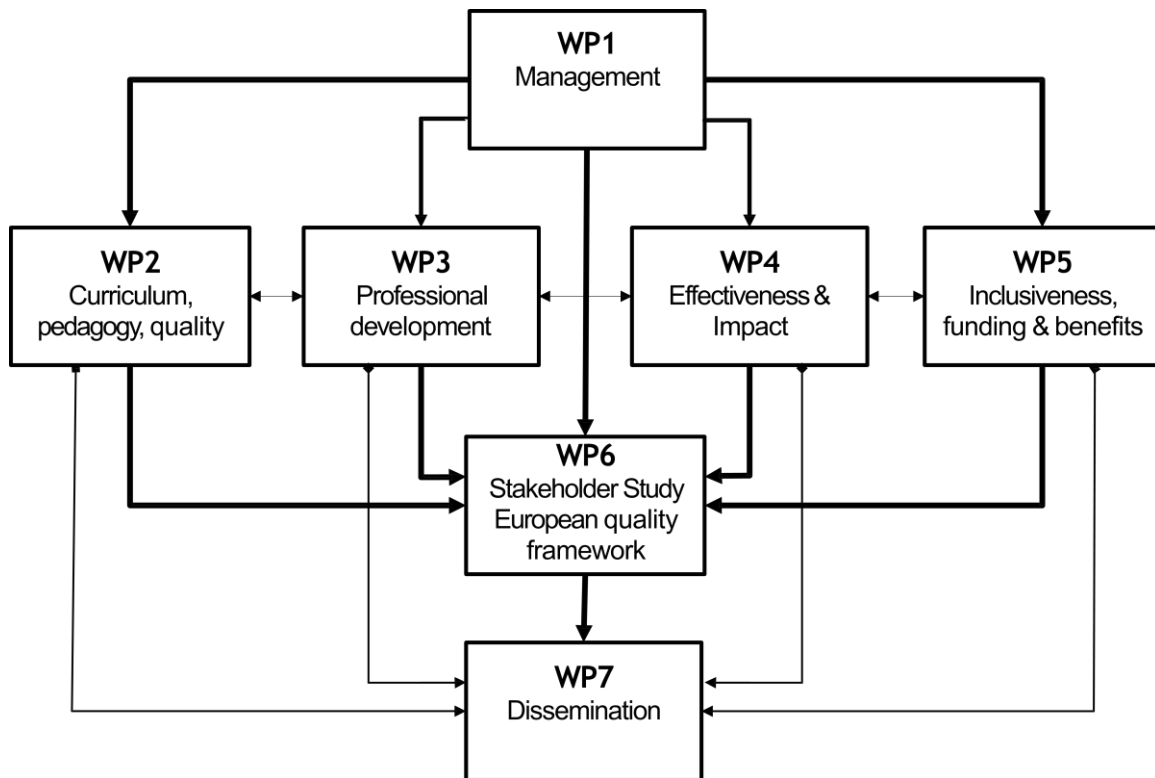 WP1
Management
WP2
Curriculum,
pedagogy, quality
WP3
Professional
development
WP4
Effectiveness &
Impact
WP5
Inclusiveness,
funding & benefits
WP6
Stakeholder Study
European quality
framework
WP7
Dissemination